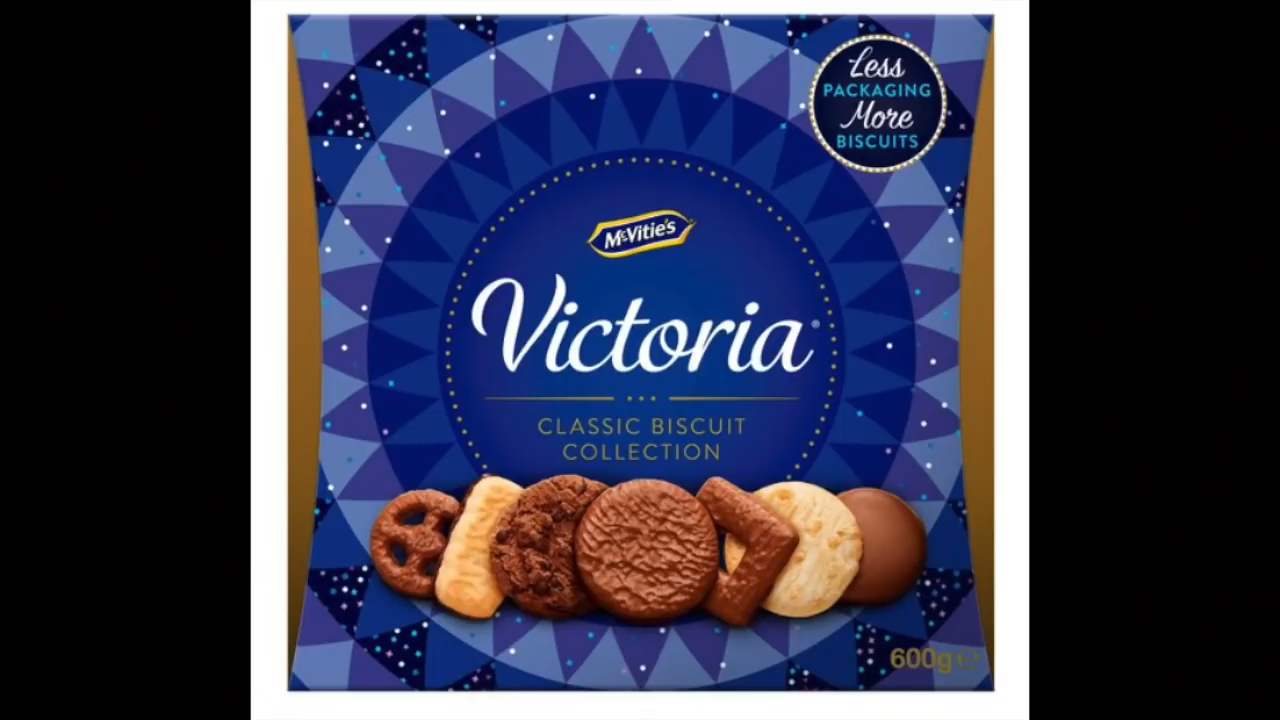 Less
PACKAGING
More
BISCUITS
McVitie's
Victoria®
CLASSIC BISCUIT
COLLECTION
600g ℮